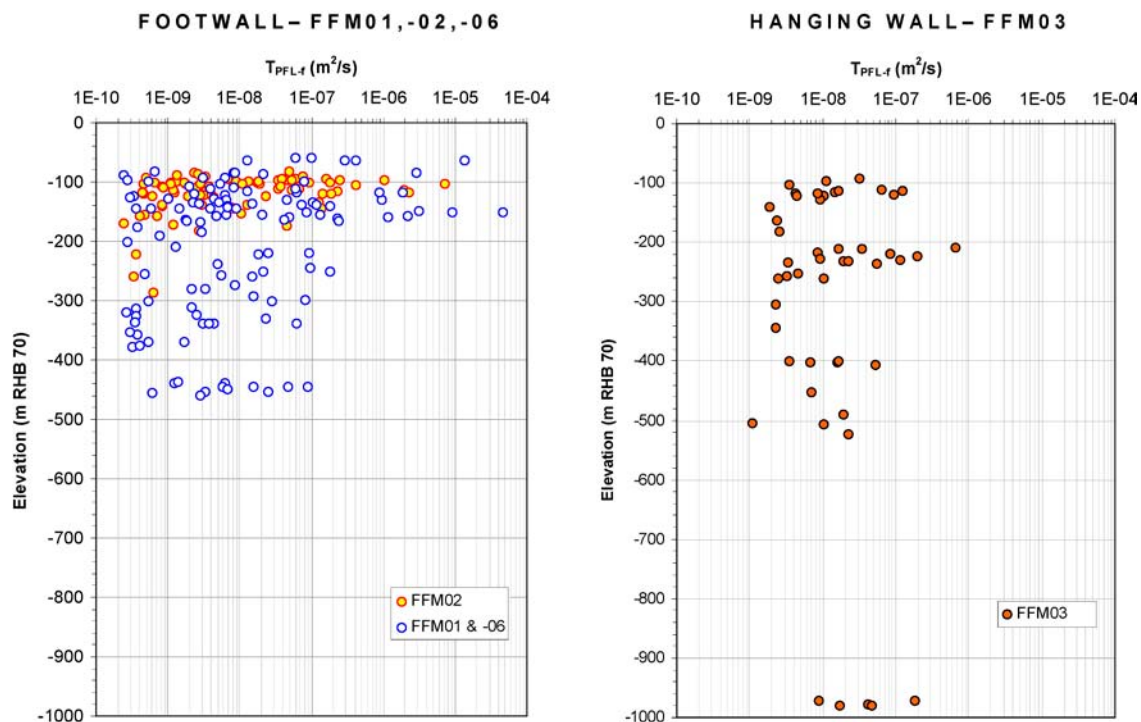 FOOTWALL– FFM01,-02,-06
T_PFL-f (m²/s)
1E-10 1E-09 1E-08 1E-07 1E-06 1E-05 1E-04
0
-100
-200
-300
-400
-500
-600
-700
-800
-900
-1000
Elevation (m RHB 70)
FFM02
FFM01 & -06
HANGING WALL– FFM03
T_PFL-f (m²/s)
1E-10 1E-09 1E-08 1E-07 1E-06 1E-05 1E-04
0
-100
-200
-300
-400
-500
-600
-700
-800
-900
-1000
Elevation (m RHB 70)
FFM03